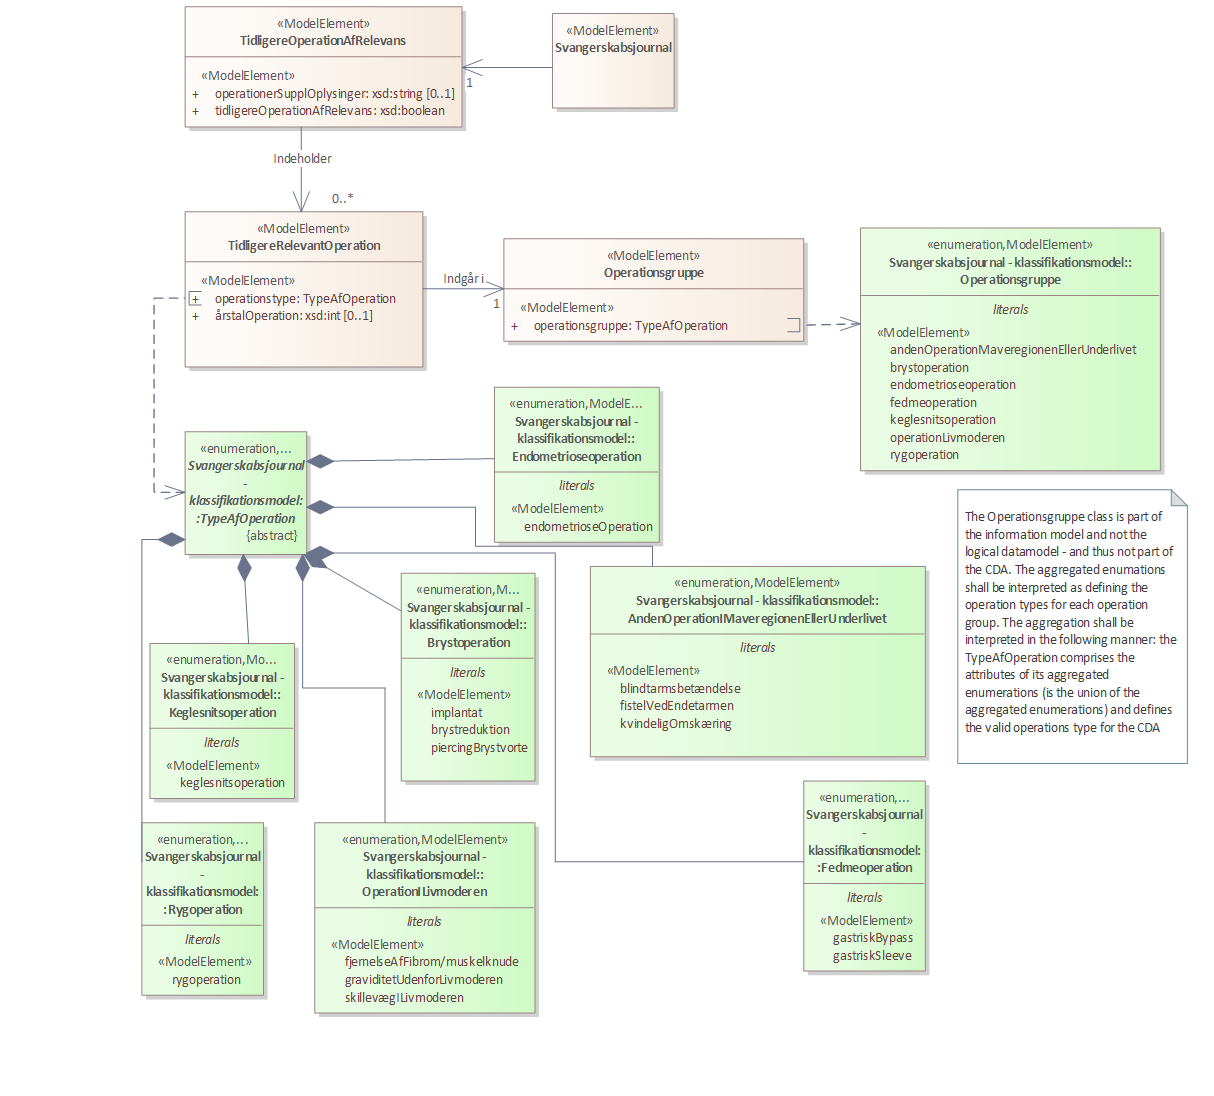 «ModelElement»
TidligereOperationAfRelevans
«ModelElement»
+ operationerSupplOplysinger: xsd:string [0..1]
+ tidligereOperationAfRelevans: xsd:boolean
«ModelElement»
Svangerskabsjournal
1
Indeholder
0..*
«ModelElement»
TidligereRelevantOperation
«ModelElement»
+ operationstype: TypeAfOperation
+ årstalOperation: xsd:int [0..1]
Indgår i
1
«ModelElement»
Operationsgruppe
«ModelElement»
+ operationsgruppe: TypeAfOperation
«enumeration,ModelElement»
Svangerskabsjournal - klassifikationsmodel::
Operationsgruppe
literals
«ModelElement»
andenOperationMaveregionenEllerUnderlivet
brystoperation
endometrioseoperation
fedmeoperation
keglesnitsoperation
operationLivmoderen
rygoperation
«enumeration,...
Svangerskabsjournal
-
klassifikationsmodel:
:TypeAfOperation
{abstract}
«enumeration,ModelE...
Svangerskabsjournal -
klassifikationsmodel::
Endometrioseoperation
literals
«ModelElement»
endometrioseOperation
The Operationsgruppe class is part of
the information model and not the
logical datamodel - and thus not part of
the CDA. The aggregated enumations
shall be interpreted as defining the
operation types for each operation
group. The aggregation shall be
interpreted in the following manner: the
TypeAfOperation comprises the
attributes of its aggregated
enumerations (is the union of the
aggregated enumerations) and defines
the valid operations type for the CDA
«enumeration,ModelElement»
Svangerskabsjournal - klassifikationsmodel::
AndenOperationIMaveregionenEllerUnderlivet
literals
«ModelElement»
blindtarmsbetændelse
fistelVedEndetarmen
kvindeligOmskæring
«enumeration,M...
Svangerskabsjournal -
klassifikationsmodel::
Brystoperation
literals
«ModelElement»
implantat
brystreduktion
piercingBrystvorte
«enumeration,Mo...
Svangerskabsjournal -
klassifikationsmodel::
Keglesnitsoperation
literals
«ModelElement»
keglesnitsoperation
«enumeration,...
Svangerskabsjournal
-
klassifikationsmodel:
:Rygoperation
literals
«ModelElement»
rygoperation
«enumeration,ModelElement»
Svangerskabsjournal -
klassifikationsmodel::
OperationILivmoderen
literals
«ModelElement»
fjernelseAfFibrom/muskelknude
graviditetUdenforLivmoderen
skillevægILivmoderen
«enumeration,...
Svangerskabsjournal
-
klassifikationsmodel:
:Fedmeoperation
literals
«ModelElement»
gastriskBypass
gastriskSleeve